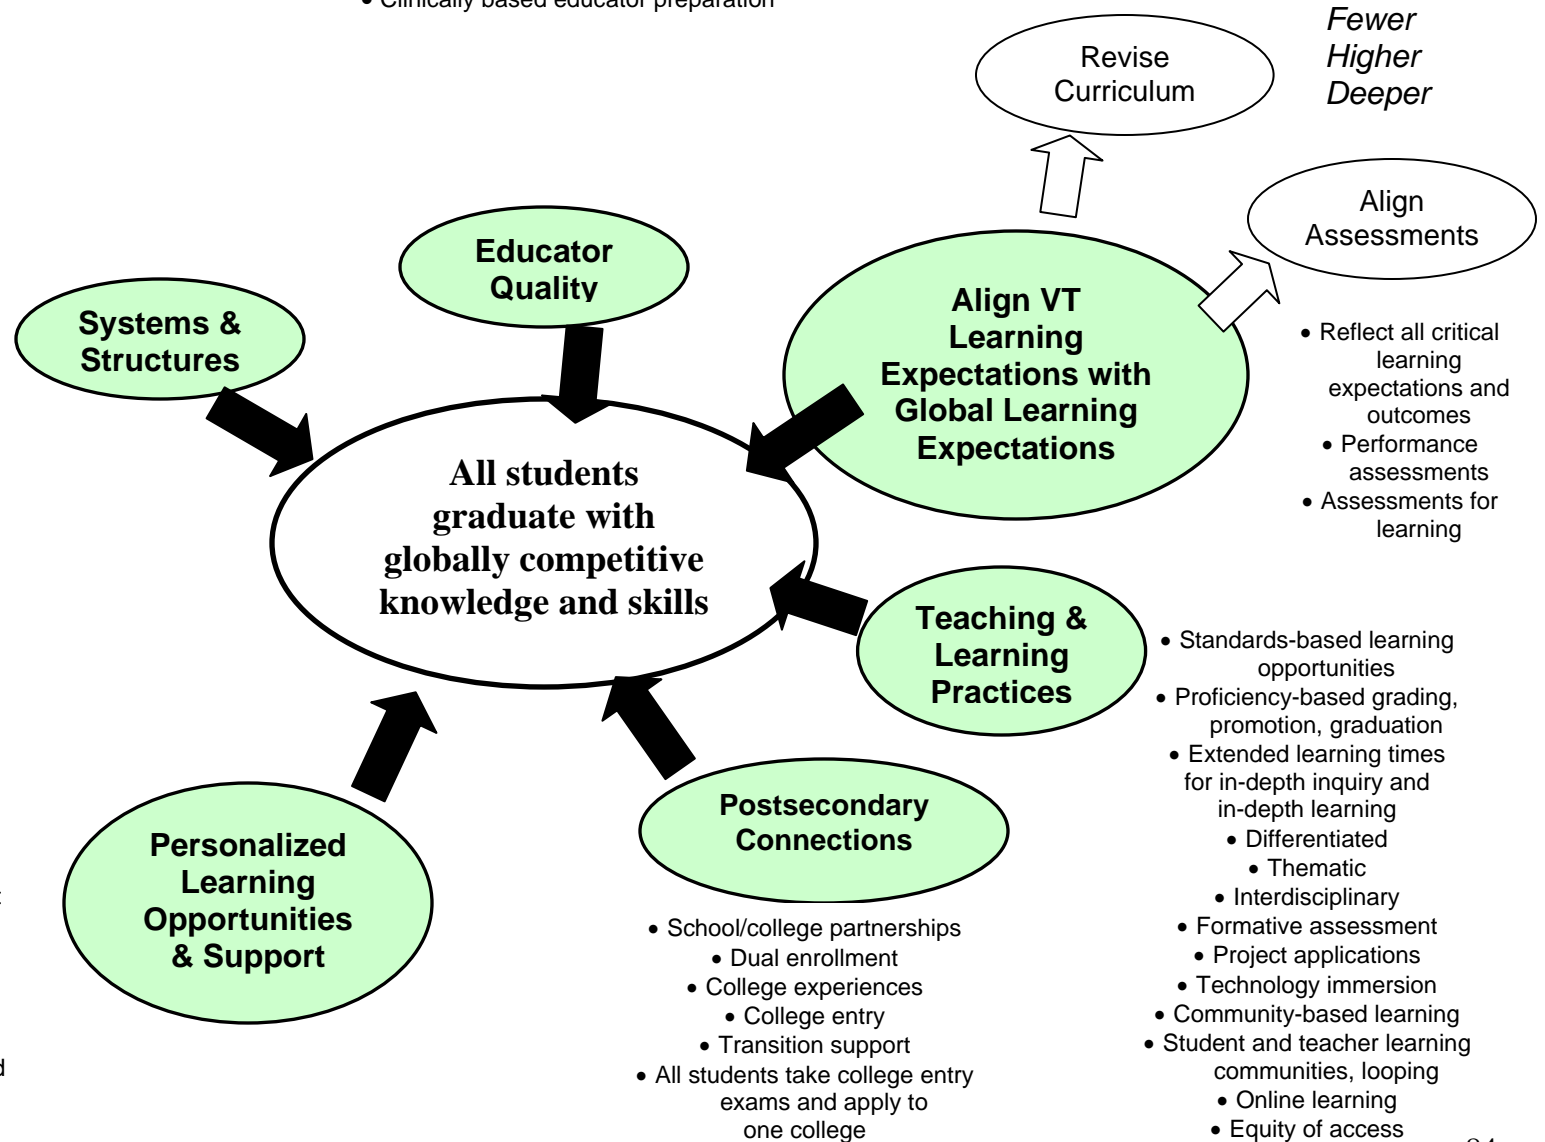 • Clinically based educator preparation
Fewer
Higher
Deeper
Revise
Curriculum
Align
Assessments
Educator
Quality
Systems &
Structures
Align VT
Learning
Expectations with
Global Learning
Expectations
• Reflect all critical
learning
expectations and
outcomes
• Performance
assessments
• Assessments for
learning
All students
graduate with
globally competitive
knowledge and skills
Teaching &
Learning
Practices
• Standards-based learning
opportunities
• Proficiency-based grading,
promotion, graduation
• Extended learning times
for in-depth inquiry and
in-depth learning
• Differentiated
• Thematic
• Interdisciplinary
• Formative assessment
• Project applications
• Technology immersion
• Community-based learning
• Student and teacher learning
communities, looping
• Online learning
• Equity of access
Postsecondary
Connections
• School/college partnerships
• Dual enrollment
• College experiences
• College entry
• Transition support
• All students take college entry
exams and apply to
one college
Personalized
Learning
Opportunities
& Support